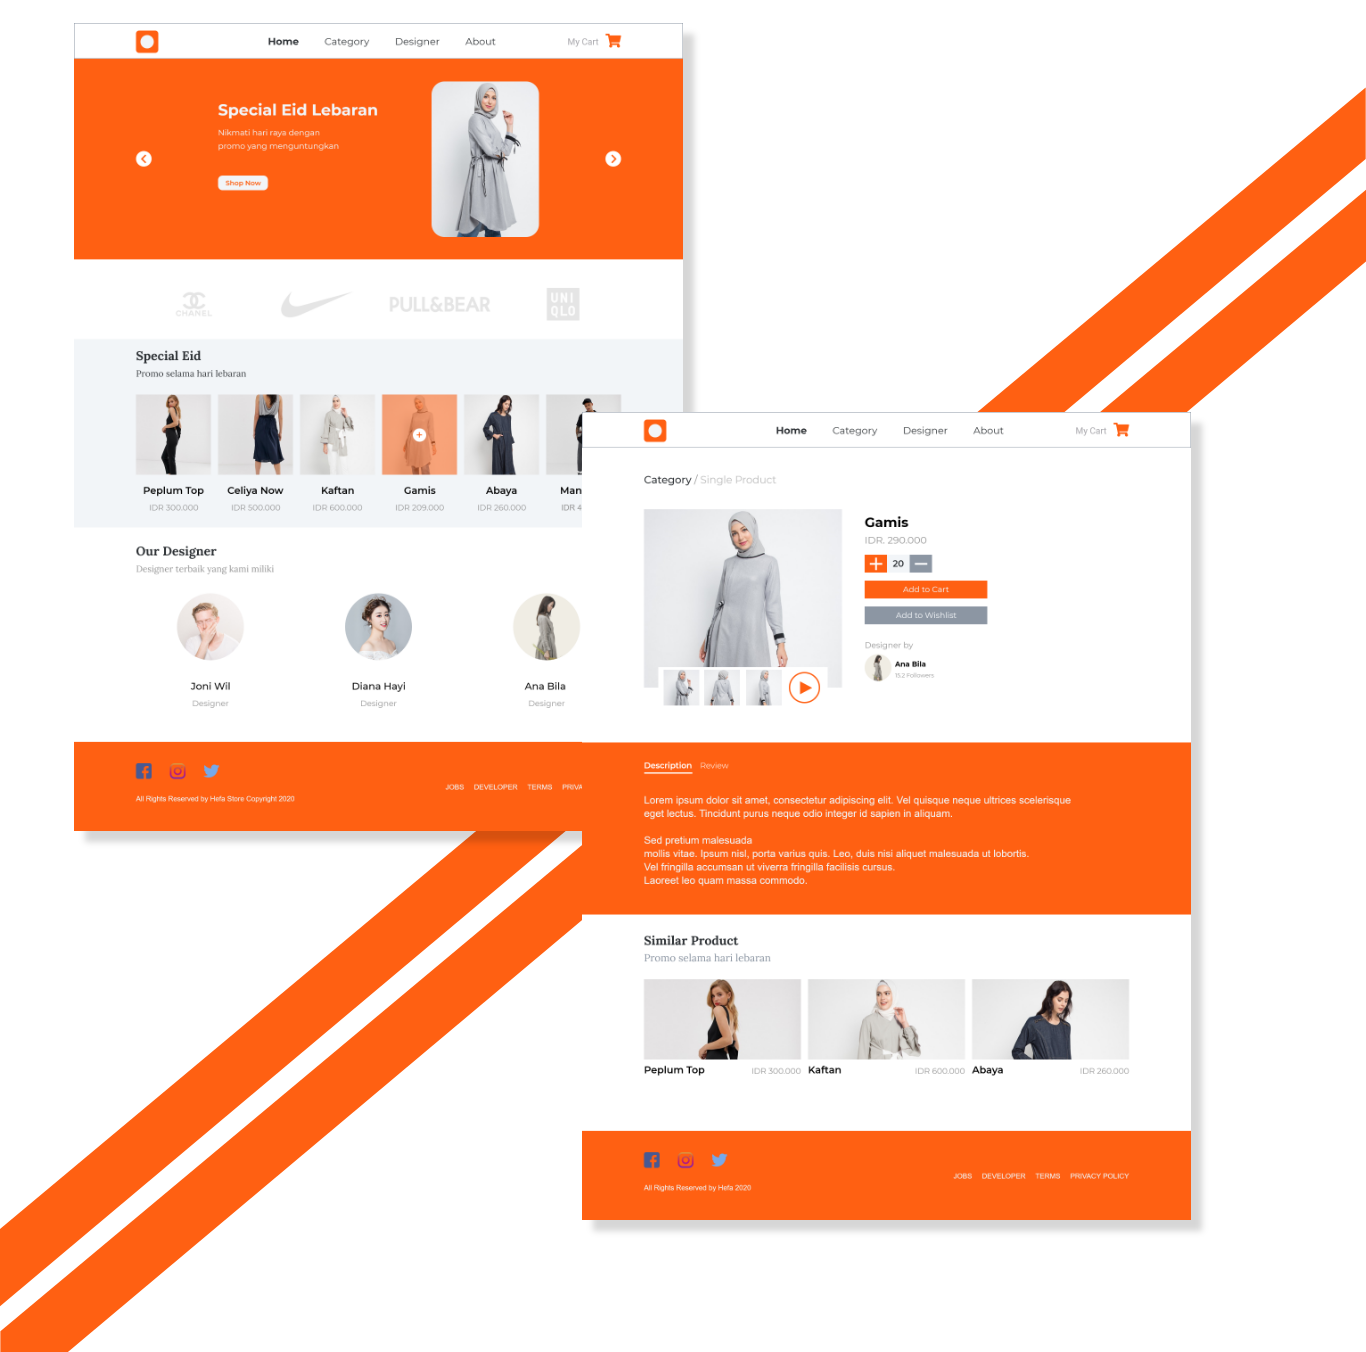 Home Category Designer About My Cart
Special Eid Lebaran
Nikmati hari raya dengan
promo yang menguntungkan
Shop Now
CHANEL
PULL&BEAR
UNI
QLO
Special Eid
Promo selama hari lebaran
Peplum Top Celiya Now Kaftan Gamis Abaya Man
IDR 300.000 IDR 500.000 IDR 600.000 IDR 209.000 IDR 260.000 IDR 4
Our Designer
Designer terbaik yang kami miliki
Joni Wil Diana Hayi Ana Bila
Designer Designer Designer
JOBS DEVELOPER TERMS PRIVA
All Rights Reserved by Hefa Store Copyright 2020
Home Category Designer About My Cart
Category / Single Product
Gamis
IDR. 290.000
20
Add to Cart
Add to Wishlist
Designer by
Ana Bila
15.2 Followers
Description Review
Lorem ipsum dolor sit amet, consectetur adipiscing elit. Vel quisque neque ultrices scelerisque
eget lectus. Tincidunt purus neque odio integer id sapien in aliquam.
Sed pretium malesuada
mollis vitae. Ipsum nisl, porta varius quis. Leo, duis nisi aliquet malesuada ut lobortis.
Vel fringilla accumsan ut viverra fringilla facilisis cursus.
Laoreet leo quam massa commodo.
Similar Product
Promo selama hari lebaran
Peplum Top IDR 300.000 Kaftan IDR 600.000 Abaya IDR 260.000
JOBS DEVELOPER TERMS PRIVACY POLICY
All Rights Reserved by Hefa 2020